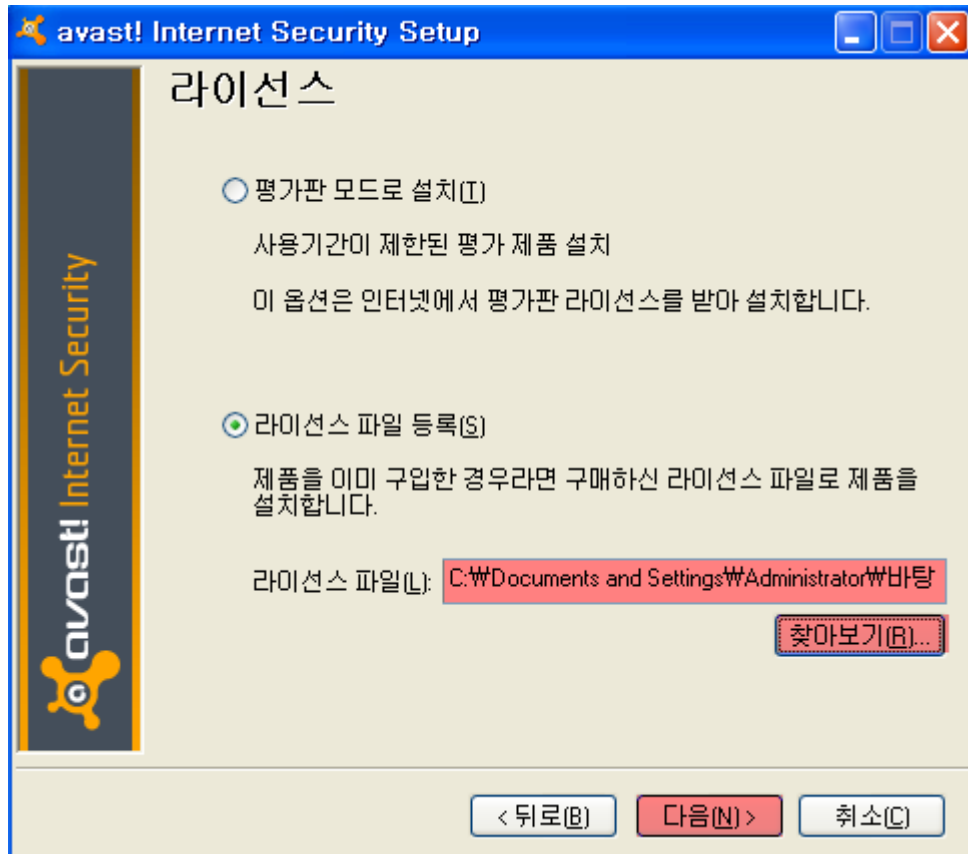 avast! Internet Security Setup
라이선스
평가판 모드로 설치(T)
사용기간이 제한된 평가 제품 설치
이 옵션은 인터넷에서 평가판 라이선스를 받아 설치합니다.
라이선스 파일 등록(S)
제품을 이미 구입한 경우라면 구매하신 라이선스 파일로 제품을
설치합니다.
라이선스 파일(L): C:₩Documents and Settings₩Administrator₩바탕
찾아보기(R)...
avast! Internet Security
< 뒤로(B) 다음(N) > 취소(C)